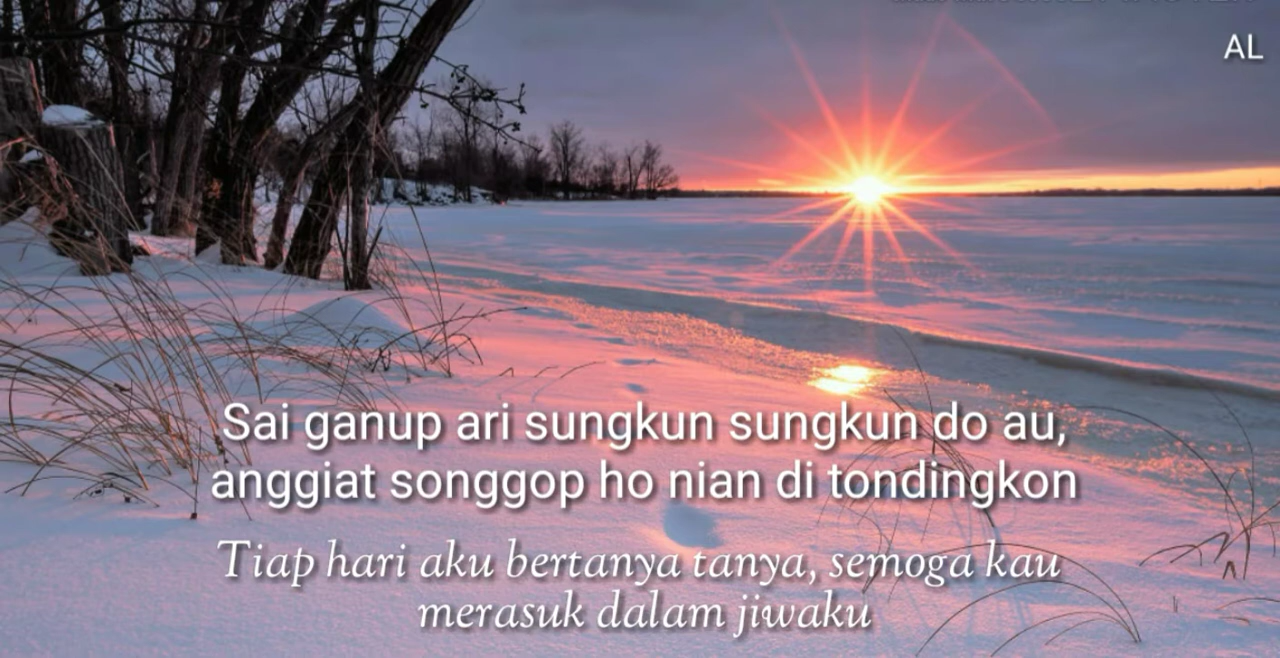 AL
Sai ganup ari sungkun sungkun do au,
anggiat songgop ho nian di tondingkon
Tiap hari aku bertanya tanya, semoga kau
merasuk dalam jiwaku